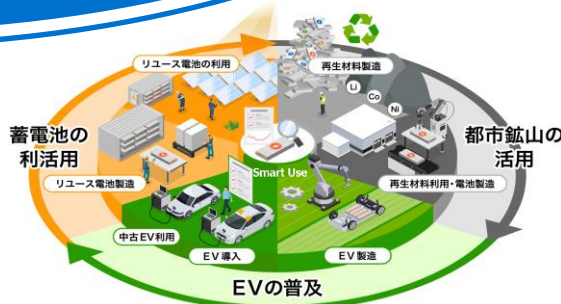 リユース電池の利用
再生材料製造
Li
Co
Ni
蓄電池の
利活用
都市鉱山の
活用
Smart Use
リユース電池製造
再生材料利用・電池製造
中古EV利用
EV導入
EV製造
EVの普及